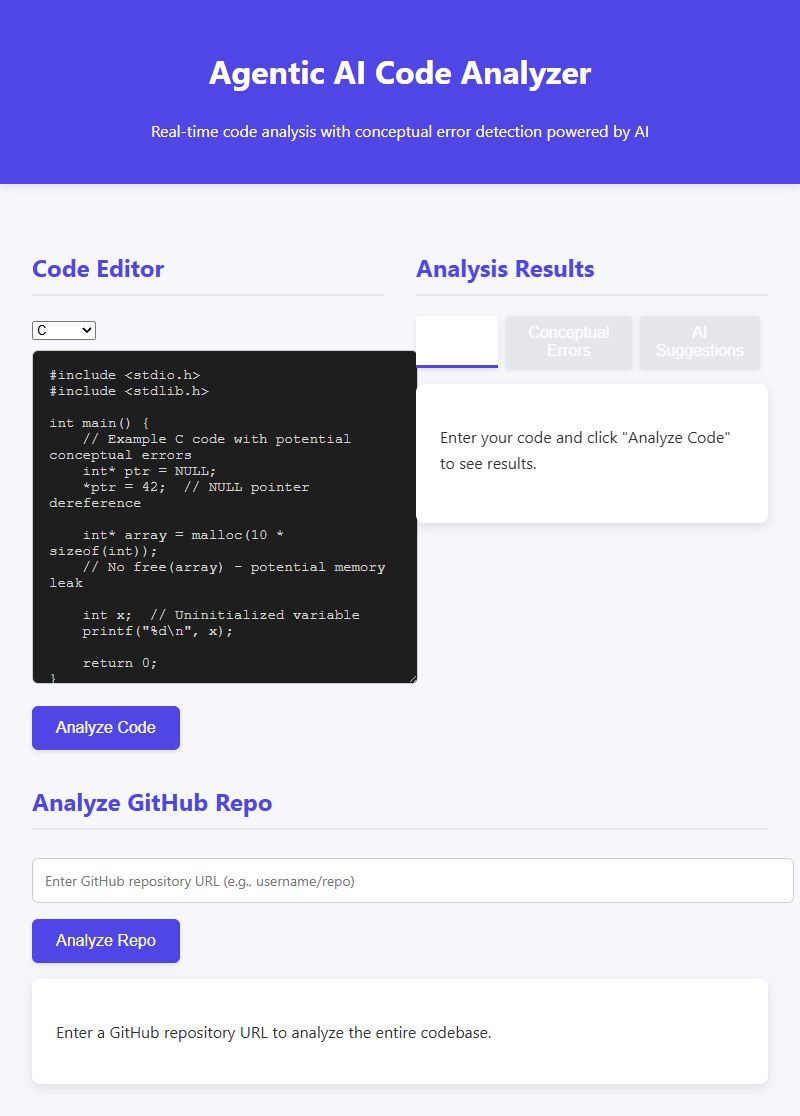 Agentic AI Code Analyzer
Real-time code analysis with conceptual error detection powered by AI
Code Editor
C
#include <stdio.h>
#include <stdlib.h>
int main() {
// Example C code with potential
conceptual errors
int* ptr = NULL;
*ptr = 42;  // NULL pointer
dereference
int* array = malloc(10 *
sizeof(int));
// No free(array) - potential memory
leak
int x;  // Uninitialized variable
printf("%d\n", x);
return 0;
}
Analyze Code
Analysis Results
Conceptual
Errors
AI
Suggestions
Enter your code and click "Analyze Code"
to see results.
Analyze GitHub Repo
Enter GitHub repository URL (e.g., username/repo)
Analyze Repo
Enter a GitHub repository URL to analyze the entire codebase.